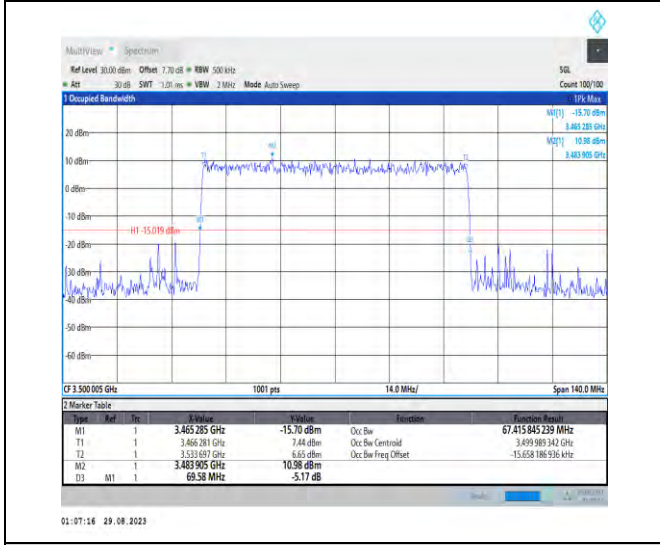 MultiView Spectrum
Ref Level 30.00 dBm Offset 7.70 dB RBW 500 kHz SGL
Att 30 dB SWT 1.01 ms VBW 2 MHz Mode Auto Sweep Count 100/100
1 Occupied Bandwidth 1Pk Max
M1[1] -15.70 dBm
3.465 285 GHz
M2[1] 10.98 dBm
3.483 905 GHz
20 dBm
10 dBm
0 dBm
-10 dBm
H1 -15.019 dBm
-20 dBm
-30 dBm
-40 dBm
-50 dBm
-60 dBm
CF 3.500 005 GHz 1001 pts 14.0 MHz/ Span 140.0 MHz
2 Marker Table
Type Ref Trc X-Value Y-Value Function Function Result
M1 1 3.465 285 GHz -15.70 dBm Occ Bw 67.415 845 239 MHz
T1 1 3.466 281 GHz 7.44 dBm Occ Bw Centroid 3.499 989 342 GHz
T2 1 3.533 697 GHz 6.65 dBm Occ Bw Freq Offset -15.658 186 936 kHz
M2 1 3.483 905 GHz 10.98 dBm
D3 M1 1 69.58 MHz -5.17 dB
01:07:16 29.08.2023